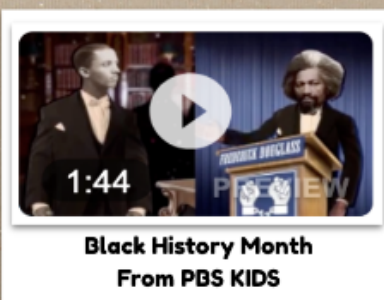 FREDERICK DOUGLASS
1:44
PREVIEW
Black History Month
From PBS KIDS